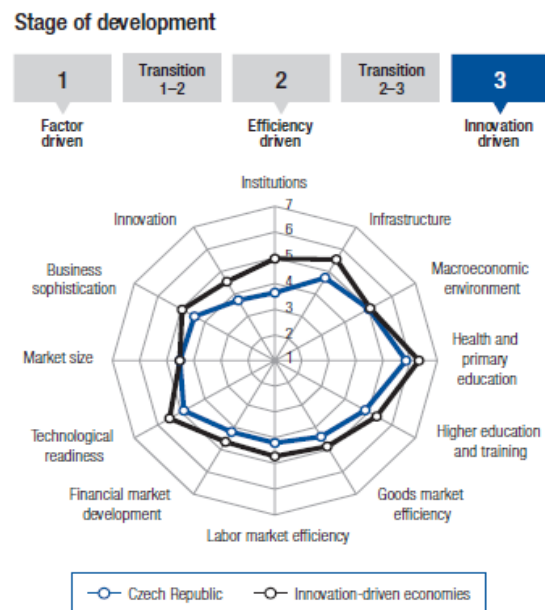 Stage of development
1
Transition
1–2
2
Transition
2–3
3
Factor
driven
Efficiency
driven
Innovation
driven
Institutions
7
6
5
4
3
2
1
Innovation
Infrastructure
Business
sophistication
Macroeconomic
environment
Market size
Health and
primary
education
Technological
readiness
Higher education
and training
Financial market
development
Goods market
efficiency
Labor market efficiency
Czech Republic
Innovation-driven economies